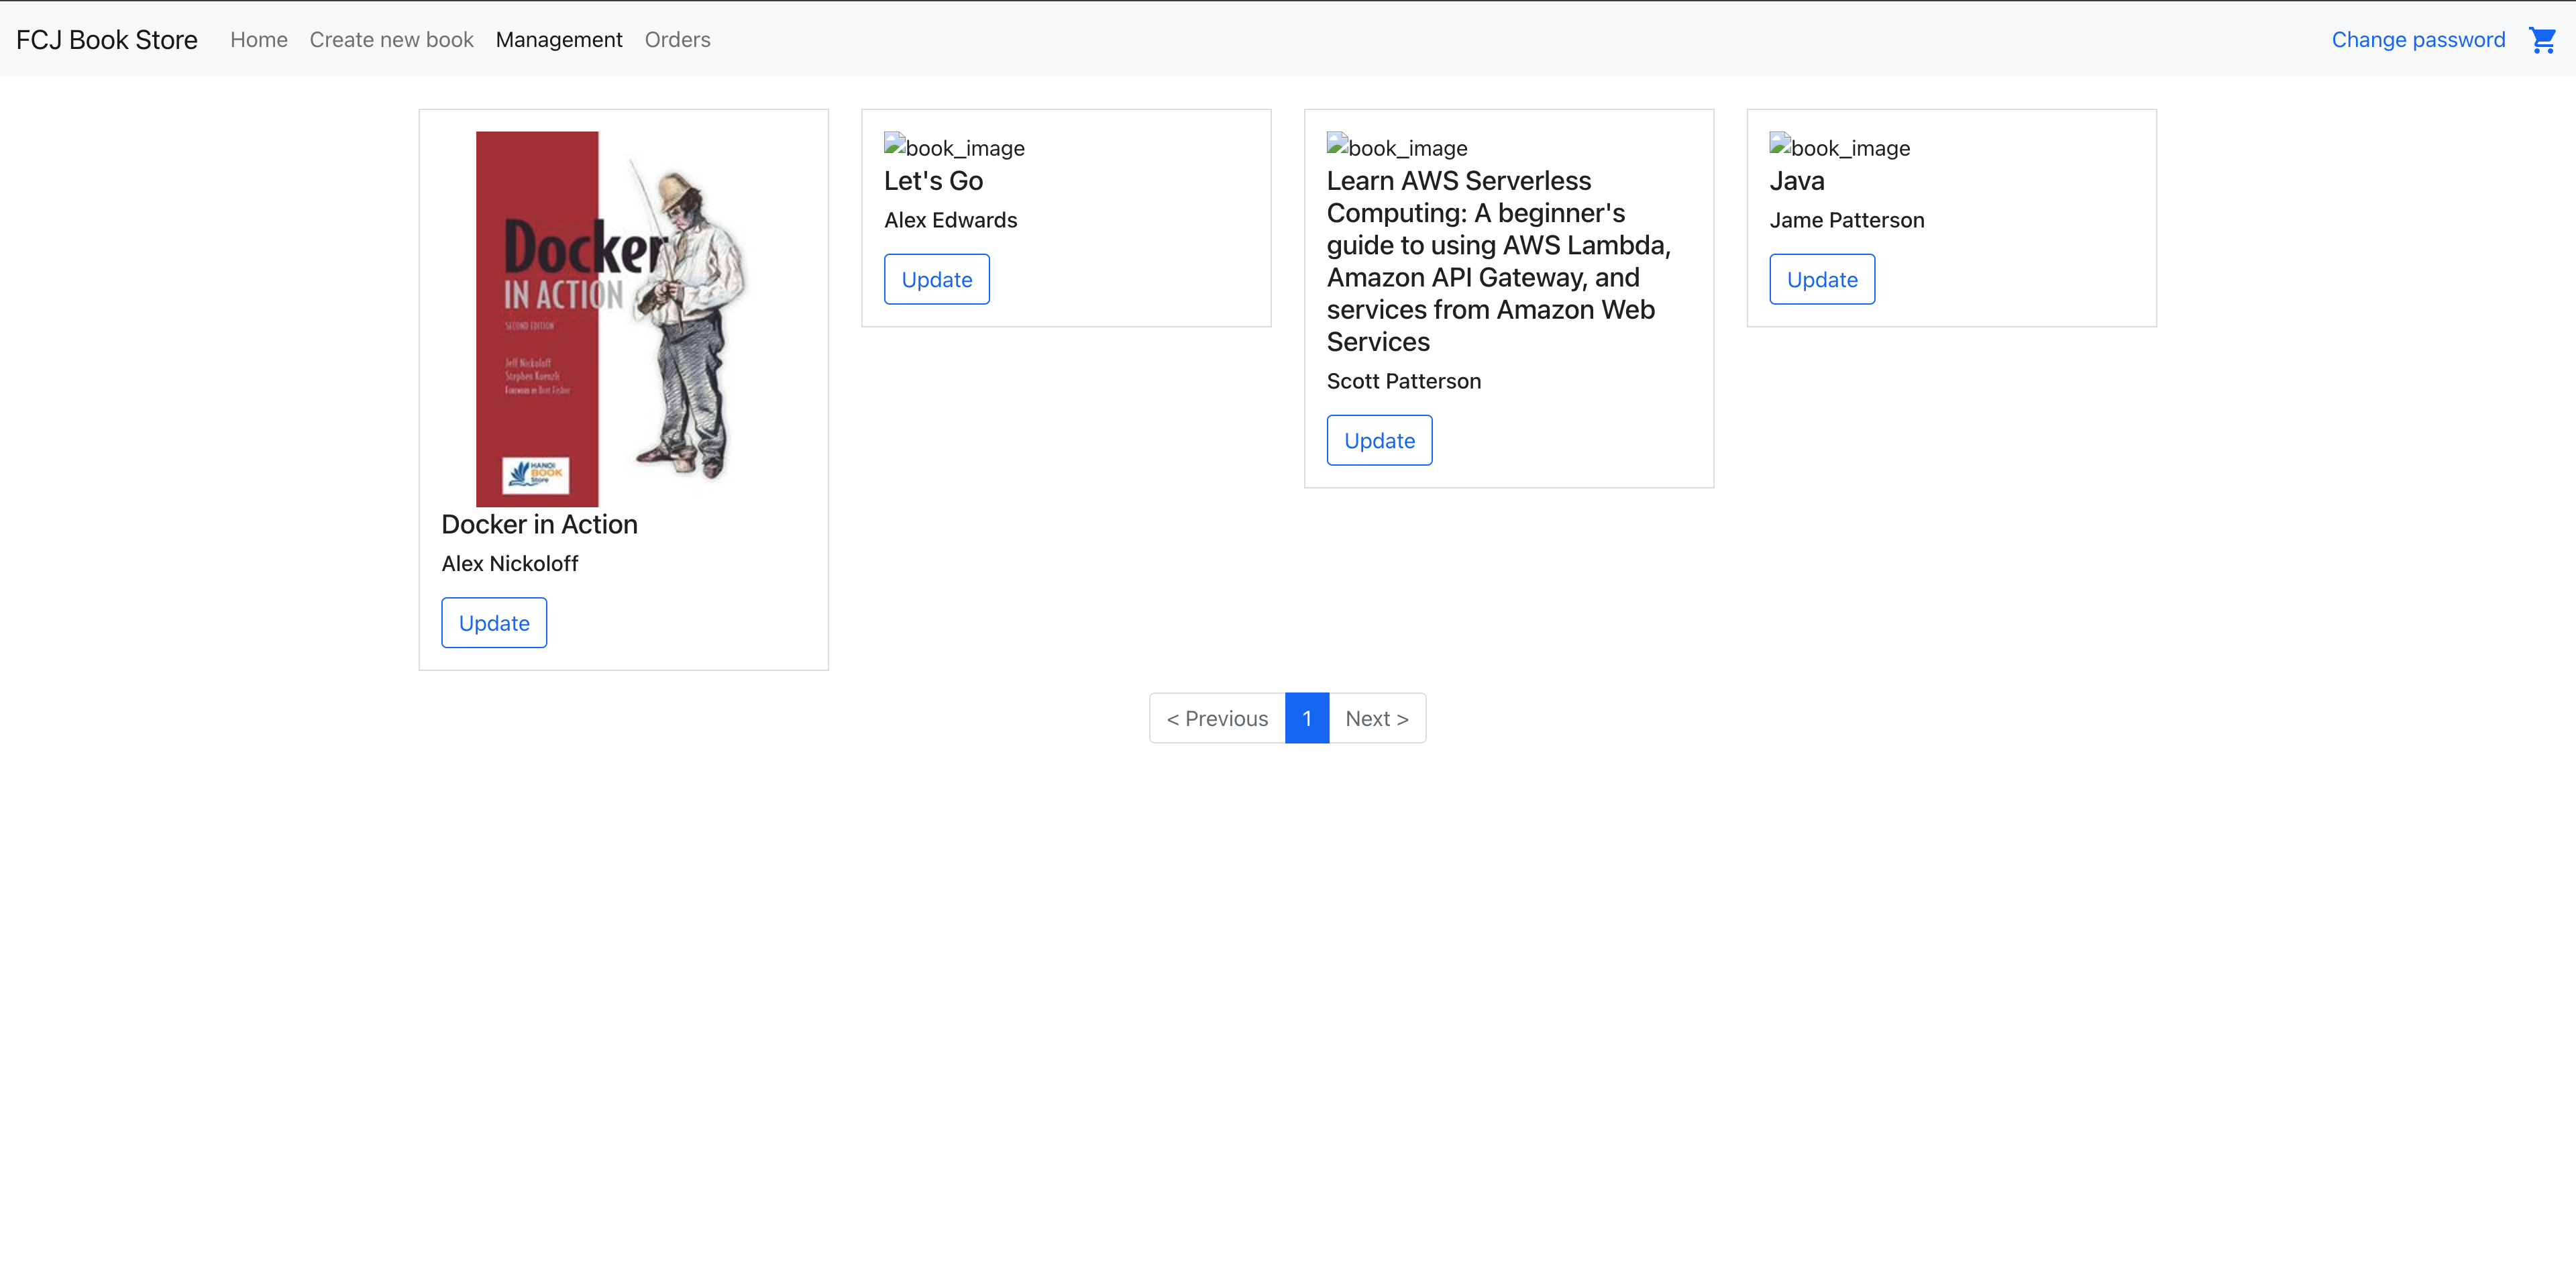 FCJ Book Store Home Create new book Management Orders Change password
Docker
IN ACTION
SECOND EDITION
Jeff Nickoloff
Stephen Kuenzli
HANOI
BOOK
Store
Docker in Action
Alex Nickoloff
Update
book_image
Let's Go
Alex Edwards
Update
book_image
Learn AWS Serverless
Computing: A beginner's
guide to using AWS Lambda,
Amazon API Gateway, and
services from Amazon Web
Services
Scott Patterson
Update
book_image
Java
Jame Patterson
Update
< Previous 1 Next >